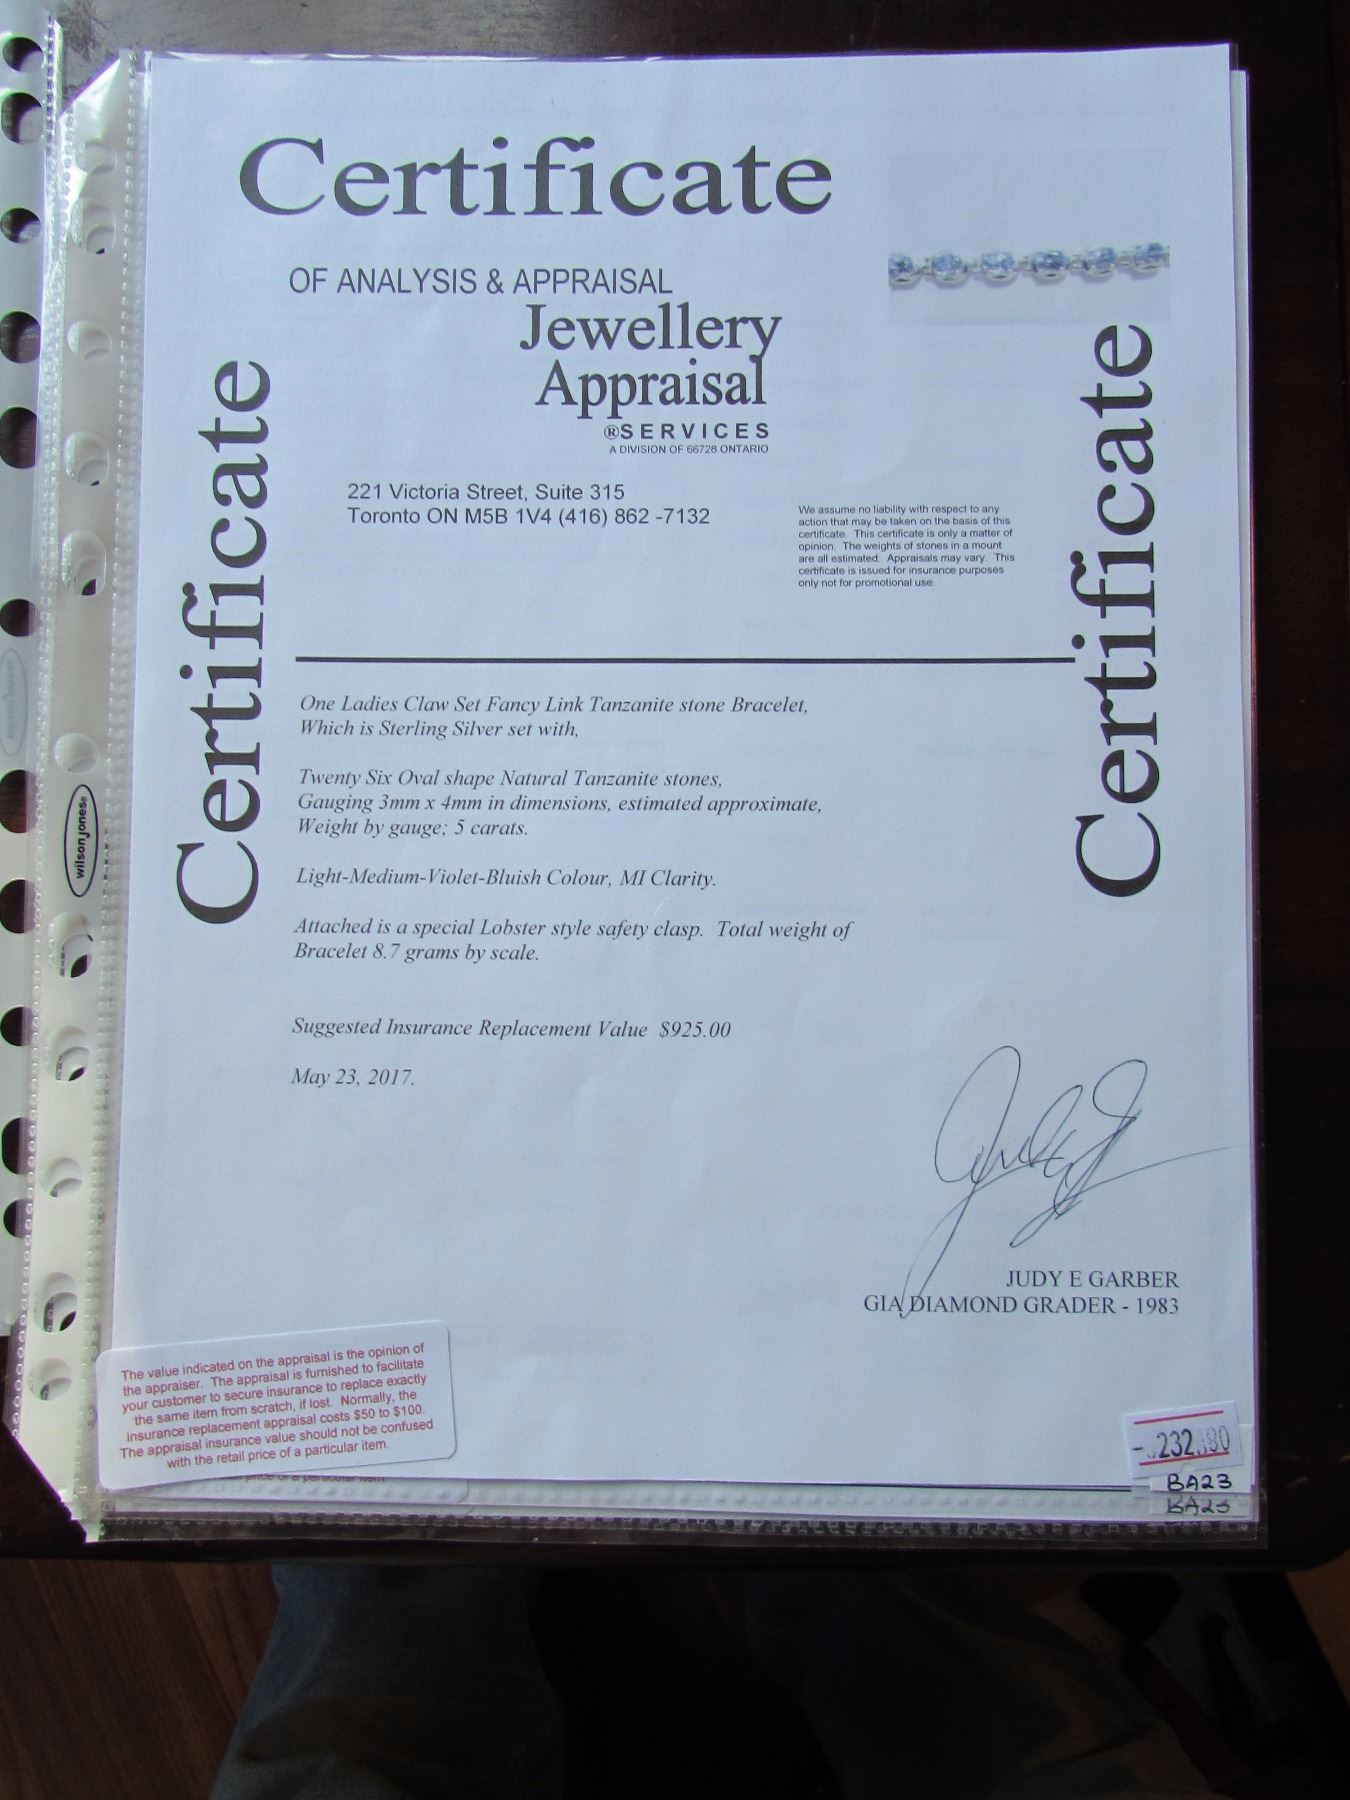 Certificate
OF ANALYSIS & APPRAISAL
Jewellery
Appraisal
®SERVICES
A DIVISION OF 66728 ONTARIO
221 Victoria Street, Suite 315
Toronto ON M5B 1V4 (416) 862 -7132
We assume no liability with respect to any
action that may be taken on the basis of this
certificate. This certificate is only a matter of
opinion. The weights of stones in a mount
are all estimated. Appraisals may vary. This
certificate is issued for insurance purposes
only not for promotional use.
Certificate
Certificate
One Ladies Claw Set Fancy Link Tanzanite stone Bracelet,
Which is Sterling Silver set with,
Twenty Six Oval shape Natural Tanzanite stones,
Gauging 3mm x 4mm in dimensions, estimated approximate,
Weight by gauge; 5 carats.
Light-Medium-Violet-Bluish Colour, MI Clarity.
Attached is a special Lobster style safety clasp. Total weight of
Bracelet 8.7 grams by scale.
Suggested Insurance Replacement Value $925.00
May 23, 2017.
JUDY E GARBER
GIA DIAMOND GRADER - 1983
wilson jones®
The value indicated on the appraisal is the opinion of
the appraiser. The appraisal is furnished to facilitate
your customer to secure insurance to replace exactly
the same item from scratch, if lost. Normally, the
insurance replacement appraisal costs $50 to $100.
The appraisal insurance value should not be confused
with the retail price of a particular item.
price of a particular item.
BA23
BA23